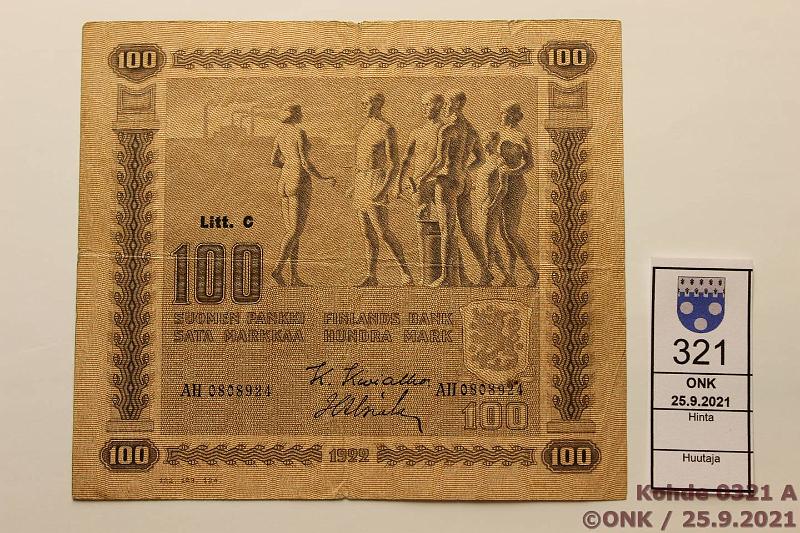 100 100
Litt. C
100
SUOMEN PANKKI FINLANDS BANK
SATA MARKKAA HUNDRA MARK
AH 0808924 AH 0808924
100
100 1922 100
321
ONK
25.9.2021
Hinta
Huutaja
Kohde 0321 A
©ONK / 25.9.2021